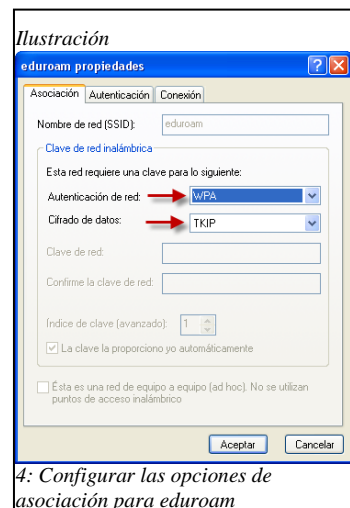 Ilustración
eduroam propiedades
Asociación Autenticación Conexión
Nombre de red (SSID): eduroam
Clave de red inalámbrica
Esta red requiere una clave para lo siguiente:
Autenticación de red: WPA
Cifrado de datos: TKIP
Clave de red:
Confirme la clave de red:
Índice de clave (avanzado): 1
La clave la proporciono yo automáticamente
Ésta es una red de equipo a equipo (ad hoc). No se utilizan
puntos de acceso inalámbrico
Aceptar Cancelar
4: Configurar las opciones de
asociación para eduroam